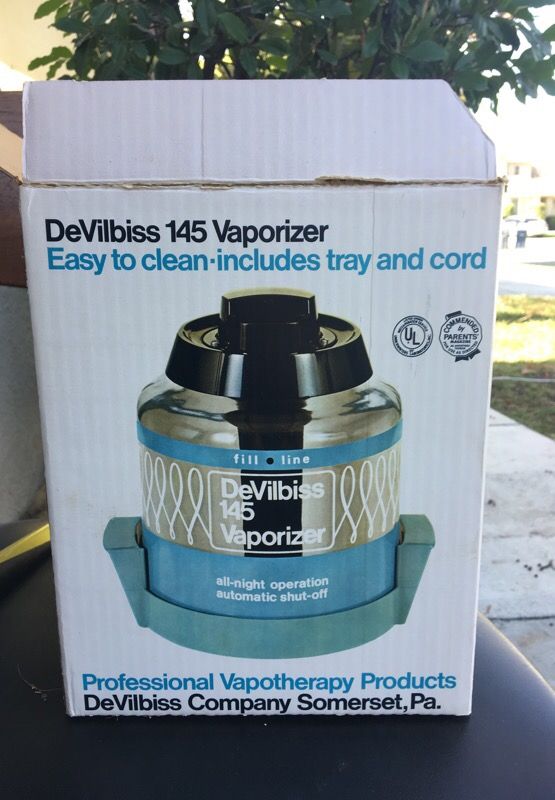 DeVilbiss 145 Vaporizer
Easy to clean·includes tray and cord
UL
COMMENDED
by
PARENTS'
MAGAZINE
fill • line
DeVilbiss
145
Vaporizer
all-night operation
automatic shut-off
Professional Vapotherapy Products
DeVilbiss Company Somerset, Pa.